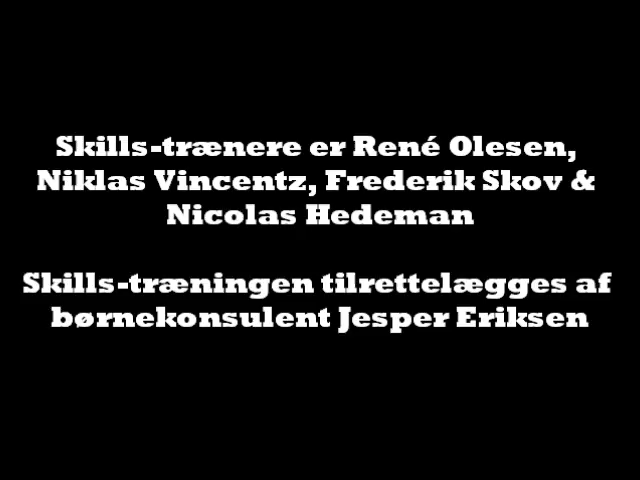 Skills-trænere er René Olesen,
Niklas Vincentz, Frederik Skov &
Nicolas Hedeman
Skills-træningen tilrettelægges af
børnekonsulent Jesper Eriksen